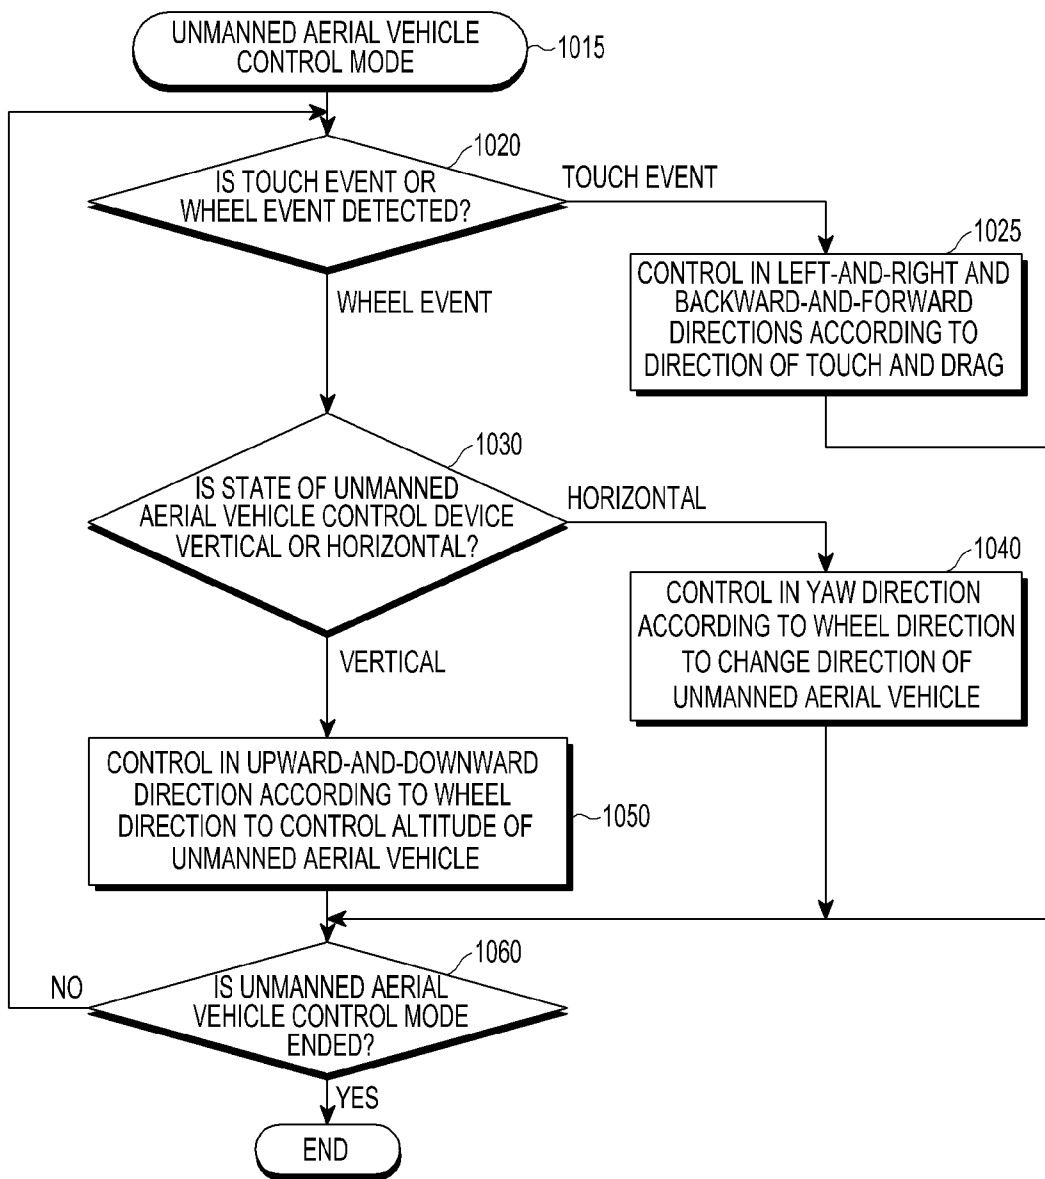 UNMANNED AERIAL VEHICLE
CONTROL MODE
1015
1020
IS TOUCH EVENT OR
WHEEL EVENT DETECTED?
TOUCH EVENT
WHEEL EVENT
1025
CONTROL IN LEFT-AND-RIGHT AND
BACKWARD-AND-FORWARD
DIRECTIONS ACCORDING TO
DIRECTION OF TOUCH AND DRAG
1030
IS STATE OF UNMANNED
AERIAL VEHICLE CONTROL DEVICE
VERTICAL OR HORIZONTAL?
HORIZONTAL
VERTICAL
1040
CONTROL IN YAW DIRECTION
ACCORDING TO WHEEL DIRECTION
TO CHANGE DIRECTION OF
UNMANNED AERIAL VEHICLE
CONTROL IN UPWARD-AND-DOWNWARD
DIRECTION ACCORDING TO WHEEL
DIRECTION TO CONTROL ALTITUDE OF
UNMANNED AERIAL VEHICLE
1050
1060
IS UNMANNED AERIAL
VEHICLE CONTROL MODE
ENDED?
NO
YES
END